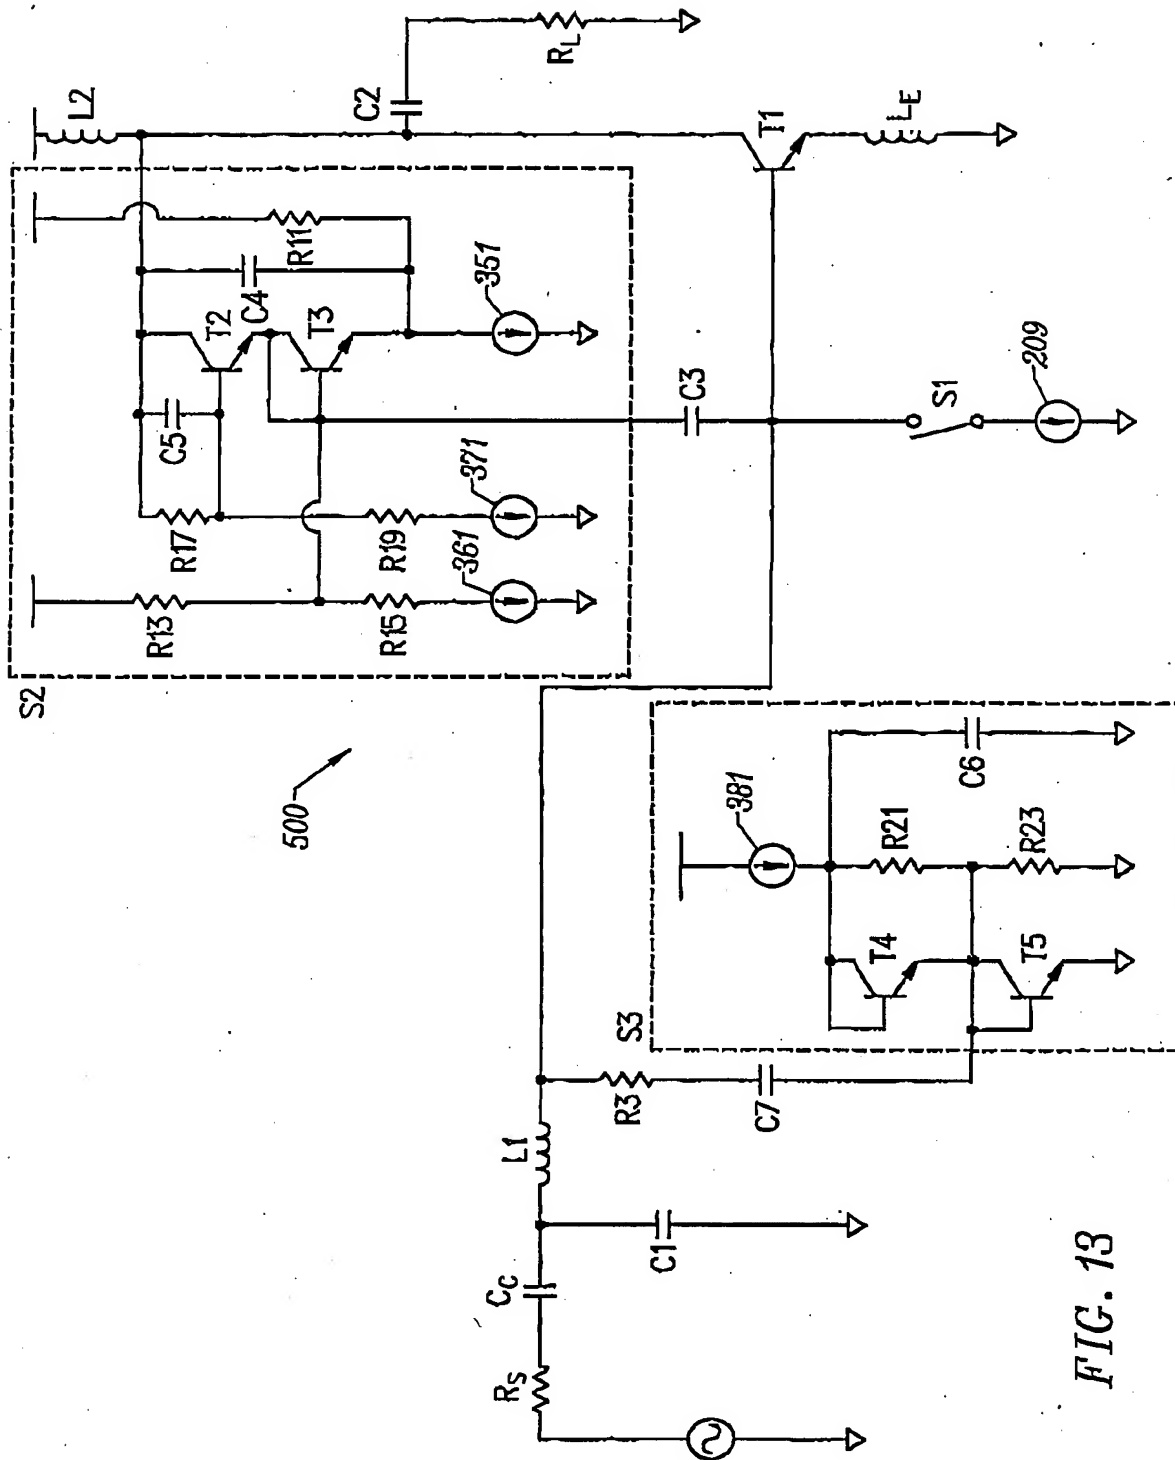 L2
C2
RL
S2
R13
R17
C5
T2
C4
R11
T3
R15
361
R19
371
351
C3
T1
LE
S1
209
500
S3
381
T4
R21
T5
R23
C6
R3
C7
L1
C1
CC
RS
FIG. 13